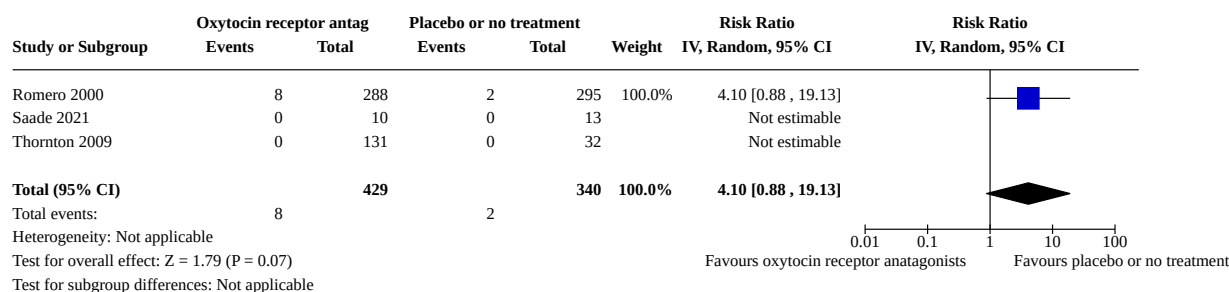 Oxytocin receptor antag Placebo or no treatment Risk Ratio Risk Ratio
Study or Subgroup Events Total Events Total Weight IV, Random, 95% CI IV, Random, 95% CI
Romero 2000 8 288 2 295 100.0% 4.10 [0.88 , 19.13]
Saade 2021 0 10 0 13 Not estimable
Thornton 2009 0 131 0 32 Not estimable
Total (95% CI) 429 340 100.0% 4.10 [0.88 , 19.13]
Total events: 8 2
Heterogeneity: Not applicable 0.01 0.1 1 10 100
Test for overall effect: Z = 1.79 (P = 0.07) Favours oxytocin receptor anatagonists Favours placebo or no treatment
Test for subgroup differences: Not applicable